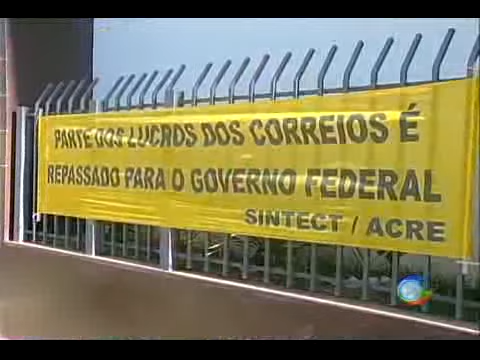 PARTE DOS LUCROS DOS CORREIOS É
REPASSADO PARA O GOVERNO FEDERAL
SINTECT / ACRE